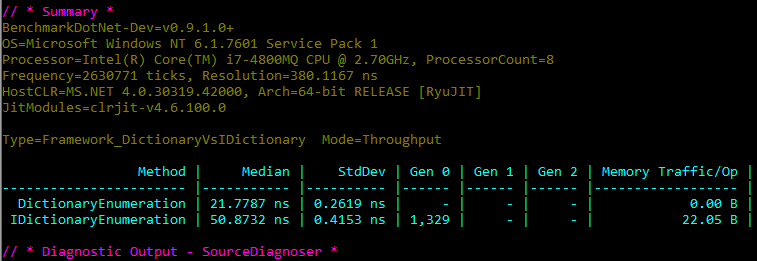 // * Summary *
BenchmarkDotNet-Dev=v0.9.1.0+
OS=Microsoft Windows NT 6.1.7601 Service Pack 1
Processor=Intel(R) Core(TM) i7-4800MQ CPU @ 2.70GHz, ProcessorCount=8
Frequency=2630771 ticks, Resolution=380.1167 ns
HostCLR=MS.NET 4.0.30319.42000, Arch=64-bit RELEASE [RyuJIT]
JitModules=clrjit-v4.6.100.0
Type=Framework_DictionaryVsIDictionary  Mode=Throughput
Method | Median | StdDev | Gen 0 | Gen 1 | Gen 2 | Memory Traffic/Op |
----------------------- |----------- |---------- |------ |------ |------ |------------------ |
DictionaryEnumeration | 21.7787 ns | 0.2619 ns | - | - | - | 0.00 B |
IDictionaryEnumeration | 50.8732 ns | 0.4153 ns | 1,329 | - | - | 22.05 B |
// * Diagnostic Output - SourceDiagnoser *